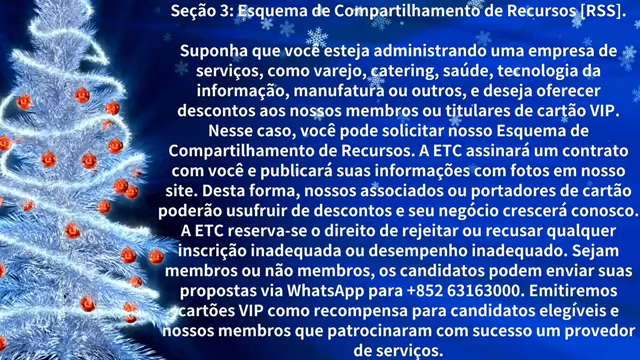 Seção 3: Esquema de Compartilhamento de Recursos [RSS].
Suponha que você esteja administrando uma empresa de
serviços, como varejo, catering, saúde, tecnologia da
informação, manufatura ou outros, e deseja oferecer
descontos aos nossos membros ou titulares de cartão VIP.
Nesse caso, você pode solicitar nosso Esquema de
Compartilhamento de Recursos. A ETC assinará um contrato
com você e publicará suas informações com fotos em nosso
site. Desta forma, nossos associados ou portadores de cartão
poderão usufruir de descontos e seu negócio crescerá conosco.
A ETC reserva-se o direito de rejeitar ou recusar qualquer
inscrição inadequada ou desempenho inadequado. Sejam
membros ou não membros, os candidatos podem enviar suas
propostas via WhatsApp para +852 63163000. Emitiremos
cartões VIP como recompensa para candidatos elegíveis e
nossos membros que patrocinaram com sucesso um provedor
de serviços.